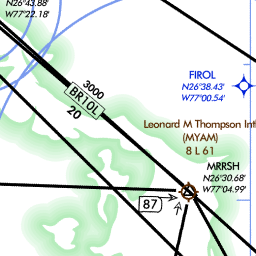 N26°43.88'
W77°22.18'
3000
BR10L
20
FIROL
N26°38.43'
W77°00.54'
Leonard M Thompson Int
(MYAM)
8 L 61
MRRSH
N26°30.68'
W77°04.99'
87